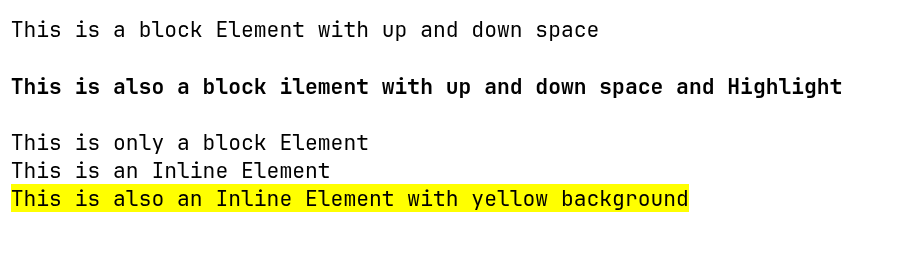 This is a block Element with up and down space
This is also a block ilement with up and down space and Highlight
This is only a block Element
This is an Inline Element
This is also an Inline Element with yellow background